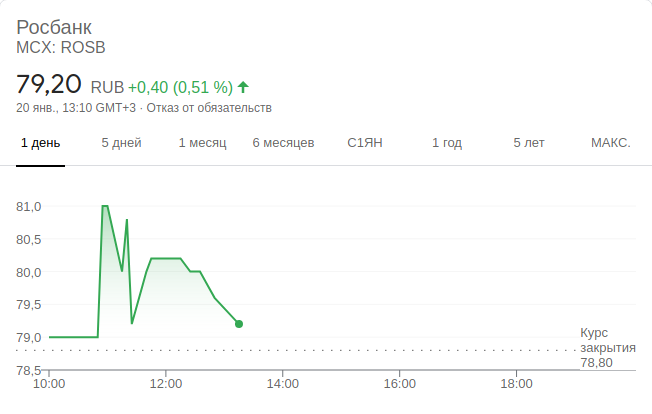 Росбанк
MCX: ROSB
79,20 RUB +0,40 (0,51 %)
20 янв., 13:10 GMT+3 · Отказ от обязательств
1 день 5 дней 1 месяц 6 месяцев С1ЯН 1 год 5 лет МАКС.
81,0
80,5
80,0
79,5
79,0
78,5
Курс
закрытия
78,80
10:00 12:00 14:00 16:00 18:00